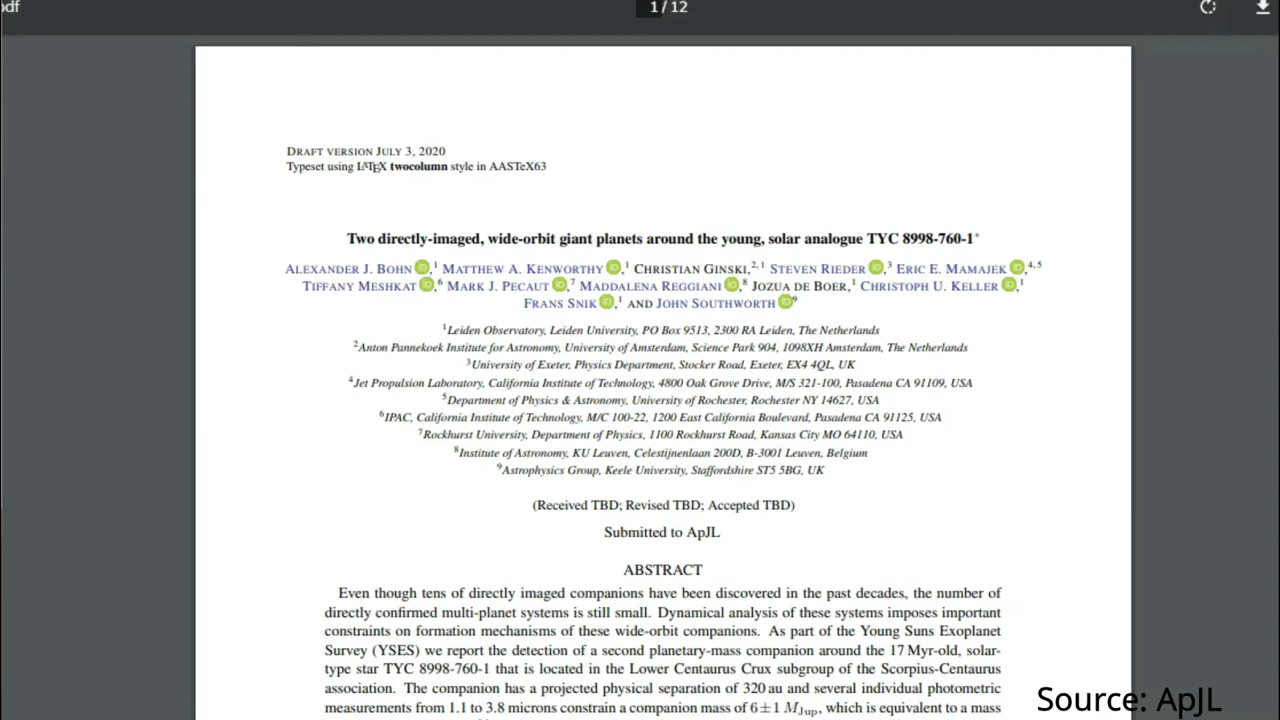 odf
1 / 12
DRAFT VERSION JULY 3, 2020
Typeset using LATEX twocolumn style in AASTeX63
Two directly-imaged, wide-orbit giant planets around the young, solar analogue TYC 8998-760-1*
ALEXANDER J. BOHN iD,1 MATTHEW A. KENWORTHY iD,1 CHRISTIAN GINSKI,2,1 STEVEN RIEDER iD,3 ERIC E. MAMAJEK iD,4,5
TIFFANY MESHKAT iD,6 MARK J. PECAUT iD,7 MADDALENA REGGIANI iD,8 JOZUA DE BOER,1 CHRISTOPH U. KELLER iD,1
FRANS SNIK iD,1 AND JOHN SOUTHWORTH iD9
1Leiden Observatory, Leiden University, PO Box 9513, 2300 RA Leiden, The Netherlands
2Anton Pannekoek Institute for Astronomy, University of Amsterdam, Science Park 904, 1098XH Amsterdam, The Netherlands
3University of Exeter, Physics Department, Stocker Road, Exeter, EX4 4QL, UK
4Jet Propulsion Laboratory, California Institute of Technology, 4800 Oak Grove Drive, M/S 321-100, Pasadena CA 91109, USA
5Department of Physics & Astronomy, University of Rochester, Rochester NY 14627, USA
6IPAC, California Institute of Technology, M/C 100-22, 1200 East California Boulevard, Pasadena CA 91125, USA
7Rockhurst University, Department of Physics, 1100 Rockhurst Road, Kansas City MO 64110, USA
8Institute of Astronomy, KU Leuven, Celestijnenlaan 200D, B-3001 Leuven, Belgium
9Astrophysics Group, Keele University, Staffordshire ST5 5BG, UK
(Received TBD; Revised TBD; Accepted TBD)
Submitted to ApJL
ABSTRACT
Even though tens of directly imaged companions have been discovered in the past decades, the number of
directly confirmed multi-planet systems is still small. Dynamical analysis of these systems imposes important
constraints on formation mechanisms of these wide-orbit companions. As part of the Young Suns Exoplanet
Survey (YSES) we report the detection of a second planetary-mass companion around the 17 Myr-old, solar-
type star TYC 8998-760-1 that is located in the Lower Centaurus Crux subgroup of the Scorpius-Centaurus
association. The companion has a projected physical separation of 320 au and several individual photometric
measurements from 1.1 to 3.8 microns constrain a companion mass of 6±1 MJup, which is equivalent to a mass
Source: ApJL